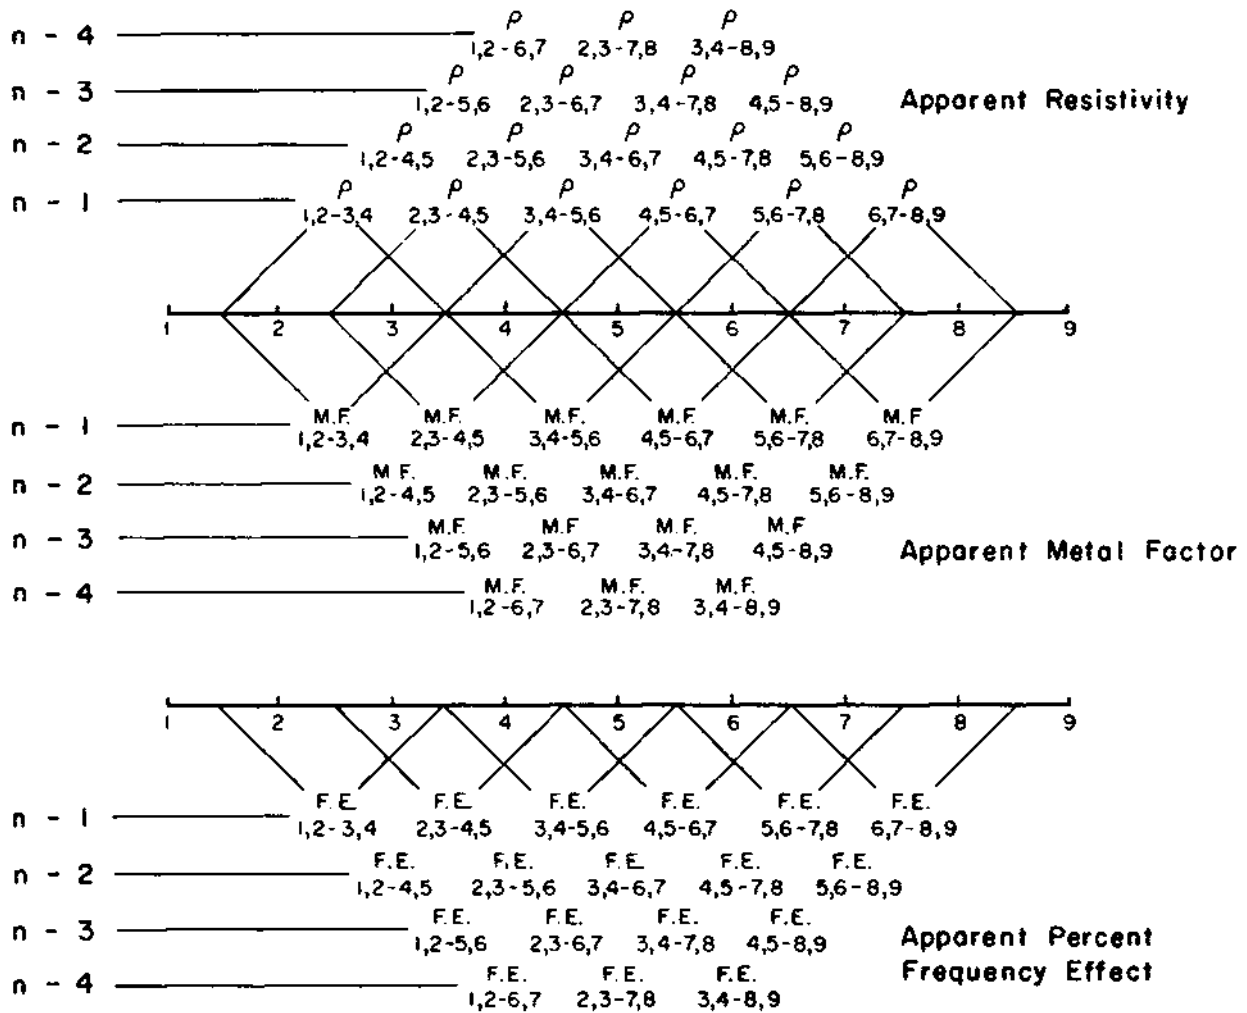 ρ ρ ρ
n - 4
1,2-6,7 2,3-7,8 3,4-8,9
ρ ρ ρ ρ
n - 3
1,2-5,6 2,3-6,7 3,4-7,8 4,5-8,9
Apparent Resistivity
ρ ρ ρ ρ ρ
n - 2
1,2-4,5 2,3-5,6 3,4-6,7 4,5-7,8 5,6-8,9
ρ ρ ρ ρ ρ ρ
n - 1
1,2-3,4 2,3-4,5 3,4-5,6 4,5-6,7 5,6-7,8 6,7-8,9
1 2 3 4 5 6 7 8 9
M.F. M.F. M.F. M.F. M.F. M.F
n - 1
1,2-3,4 2,3-4,5 3,4-5,6 4,5-6,7 5,6-7,8 6,7-8,9
M F. M.F. M.F. M.F. M.F.
n - 2
1,2-4,5 2,3-5,6 3,4-6,7 4,5-7,8 5,6-8,9
M.F. M.F M.F. M.F
n - 3
1,2-5,6 2,3-6,7 3,4-7,8 4,5-8,9
Apparent Metal Factor
M.F. M.F. M.F.
n - 4
1,2-6,7 2,3-7,8 3,4-8,9
1 2 3 4 5 6 7 8 9
F.E. F.E. F.E. F.E. F.E. F.E.
n - 1
1,2-3,4 2,3-4,5 3,4-5,6 4,5-6,7 5,6-7,8 6,7-8,9
F.E. F.E. F.E F.E. F.E.
n - 2
1,2-4,5 2,3-5,6 3,4-6,7 4,5-7,8 5,6-8,9
F.E. F.E. F.E. F.E.
n - 3
1,2-5,6 2,3-6,7 3,4-7,8 4,5-8,9
Apparent Percent
Frequency Effect
F.E. F.E. F.E.
n - 4
1,2-6,7 2,3-7,8 3,4-8,9